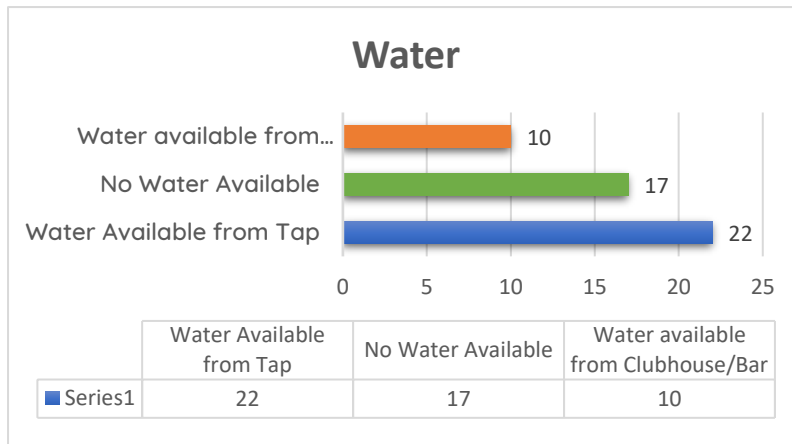 Water
Water available from...
10
No Water Available
17
Water Available from Tap
22
0 5 10 15 20 25
Water Available
from Tap
No Water Available
Water available
from Clubhouse/Bar
Series1 22 17 10